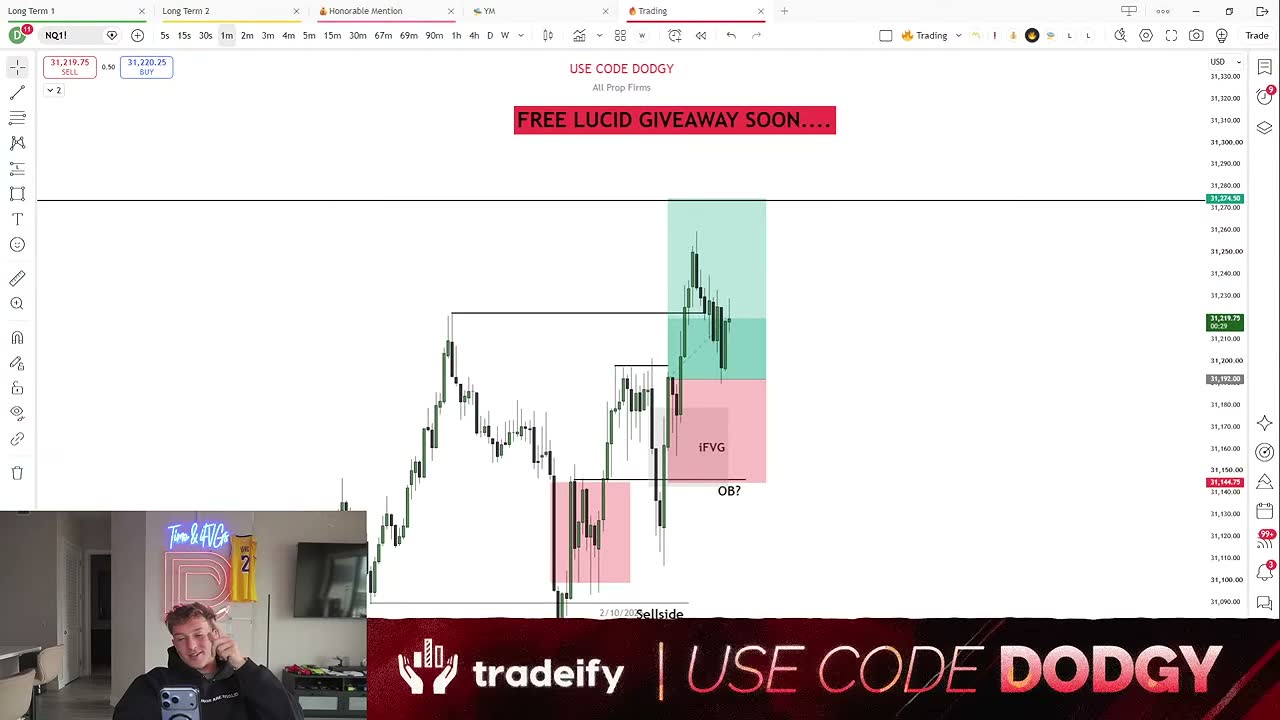 Long Term 1
Long Term 2
Honorable Mention
YM
Trading
D
11
NQ1!
5s 15s 30s 1m 2m 3m 4m 5m 15m 30m 67m 69m 90m 1h 4h D W
W
Trading
L L
Trade
31,219.75
SELL
0.50
31,220.25
BUY
2
USE CODE DODGY
All Prop Firms
FREE LUCID GIVEAWAY SOON....
USD
31,330.00
31,320.00
31,310.00
31,300.00
31,290.00
31,280.00
31,274.50
31,270.00
31,260.00
31,250.00
31,240.00
31,230.00
31,219.75
00:29
31,210.00
31,200.00
31,192.00
31,180.00
31,170.00
31,160.00
31,150.00
31,144.75
31,140.00
31,130.00
31,120.00
31,110.00
31,100.00
31,090.00
9
99+
3
iFVG
OB?
Sellside
Time & iFVGs
2
tradeify
USE CODE DODGY